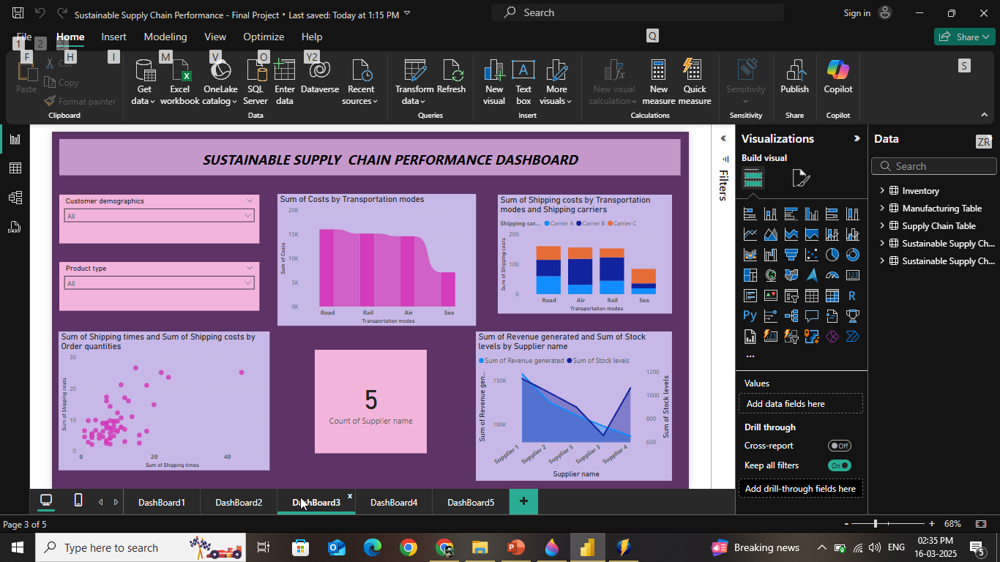 Sustainable Supply Chain Performance - Final Project • Last saved: Today at 1:15 PM
Search
Sign in
File
Home
Insert
Modeling
View
Optimize
Help
Share
1
2
3
Q
F
H
I
M
V
O
Y2
S
Paste
Cut
Copy
Format painter
Clipboard
Get data
Excel workbook
OneLake catalog
SQL Server
Enter data
Dataverse
Recent sources
Data
Transform data
Refresh
Queries
New visual
Text box
More visuals
Insert
New visual calculation
New measure
Quick measure
Calculations
Sensitivity
Sensitivity
Publish
Share
Copilot
Copilot
SUSTAINABLE SUPPLY CHAIN PERFORMANCE DASHBOARD
Customer demographics
All
Product type
All
Sum of Costs by Transportation modes
Sum of Costs
20K
15K
10K
5K
0K
Road
Rail
Air
Sea
Transportation modes
Sum of Shipping costs by Transportation
modes and Shipping carriers
Shipping car...
Carrier A
Carrier B
Carrier C
Sum of Shipping costs
200
100
0
Road
Air
Rail
Sea
Transportation modes
Sum of Shipping times and Sum of Shipping costs by
Order quantities
Sum of Shipping costs
30
20
10
0
0
20
40
Sum of Shipping times
5
Count of Supplier name
Sum of Revenue generated and Sum of Stock
levels by Supplier name
Sum of Revenue generated
Sum of Stock levels
Sum of Revenue gen...
150K
100K
1200
1000
800
600
Sum of Stock levels
Supplier 1
Supplier 2
Supplier 5
Supplier 3
Supplier 4
Supplier name
Filters
Visualizations
Build visual
R
Py
123
...
Values
Add data fields here
Drill through
Cross-report
Off
Keep all filters
On
Add drill-through fields here
Data
ZR
Search
Inventory
Manufacturing Table
Supply Chain Table
Sustainable Supply Ch...
Sustainable Supply Ch...
DAX
DashBoard1
DashBoard2
DashBoard3
x
DashBoard4
DashBoard5
+
Page 3 of 5
-
+
68%
Type here to search
Breaking news
ENG
02:35 PM
16-03-2025
5